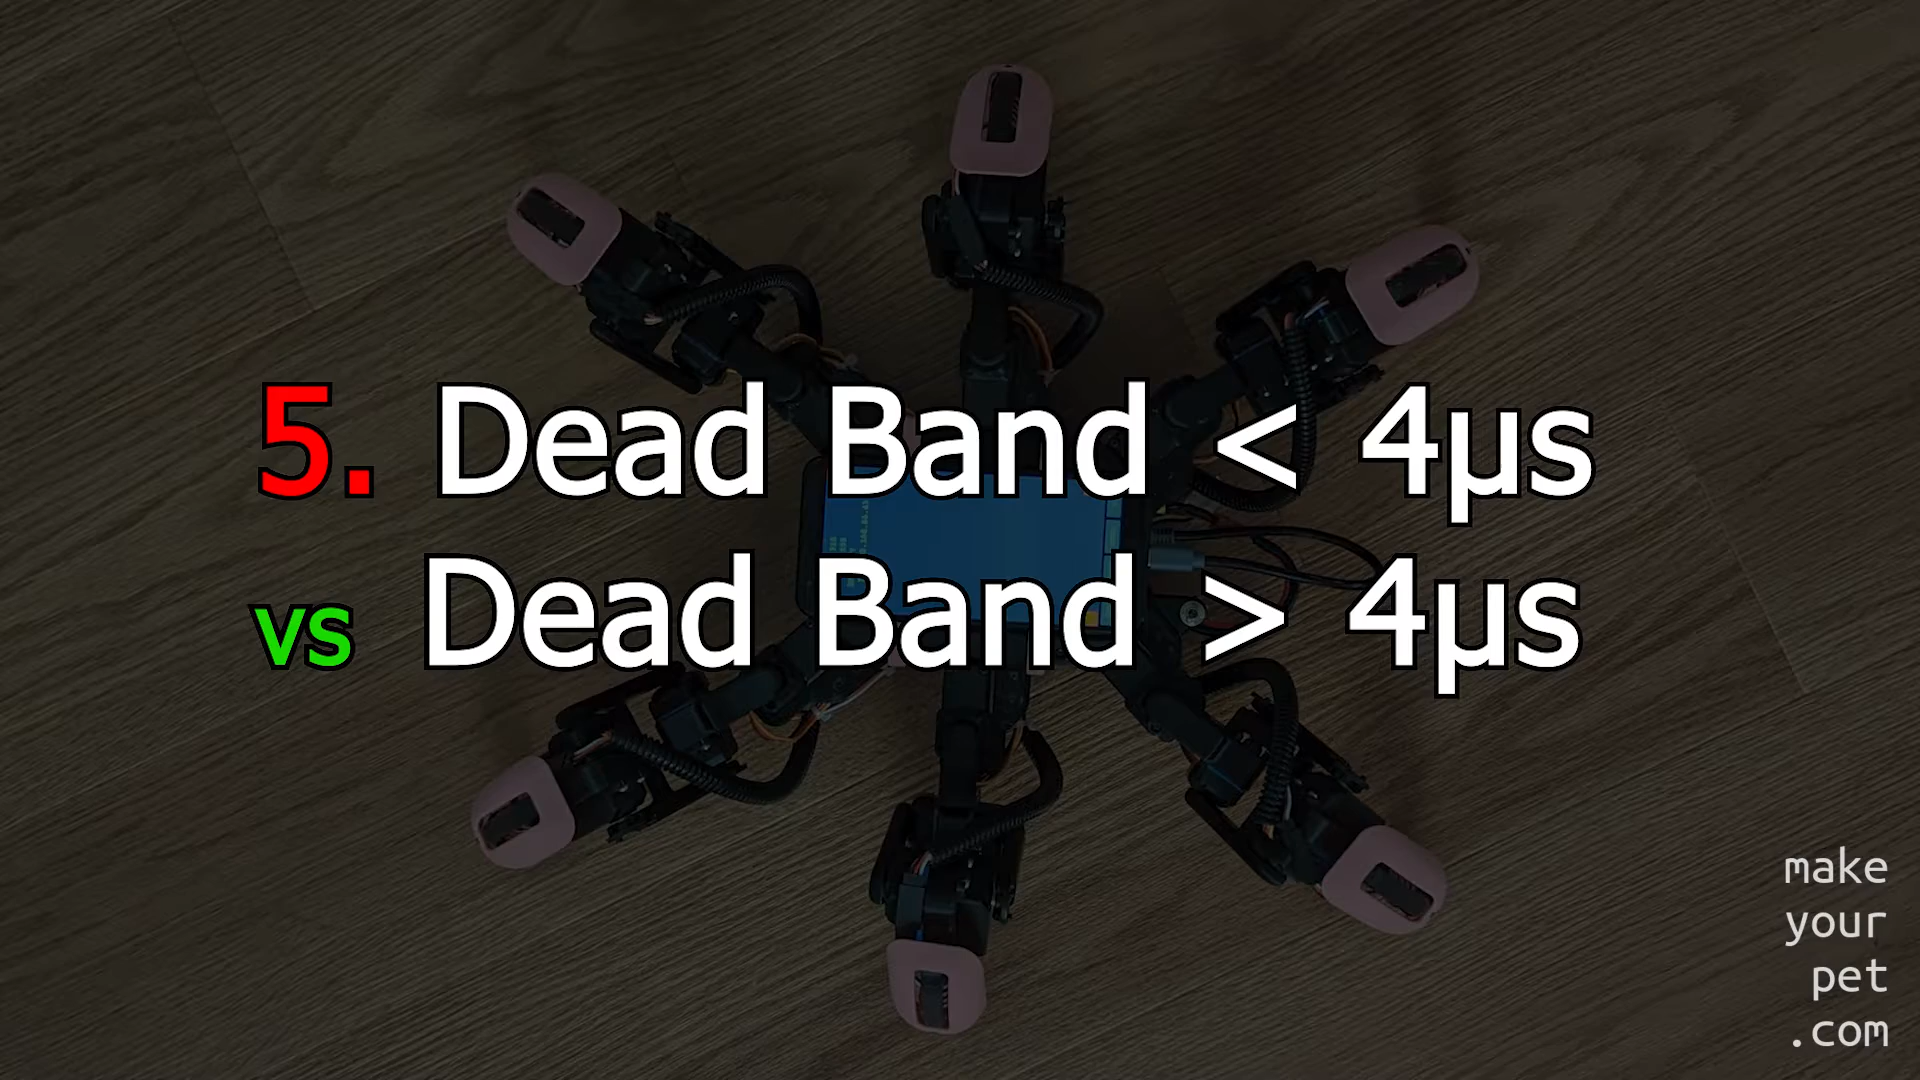 5. Dead Band < 4µs
vs Dead Band > 4µs
make
your
pet
.com